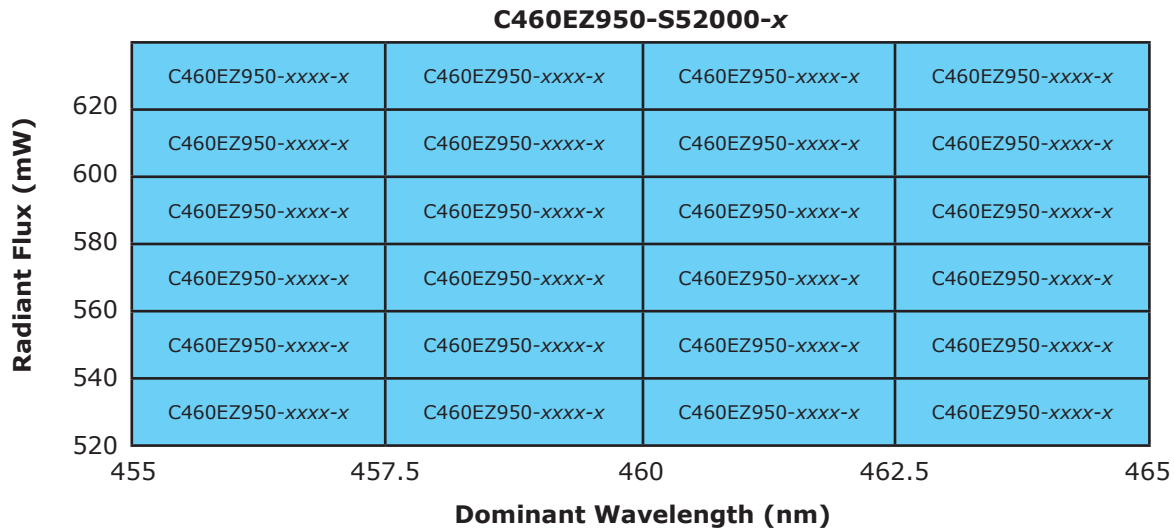 C460EZ950-S52000-x
C460EZ950-xxxx-x C460EZ950-xxxx-x C460EZ950-xxxx-x C460EZ950-xxxx-x
620
C460EZ950-xxxx-x C460EZ950-xxxx-x C460EZ950-xxxx-x C460EZ950-xxxx-x
600
C460EZ950-xxxx-x C460EZ950-xxxx-x C460EZ950-xxxx-x C460EZ950-xxxx-x
580
C460EZ950-xxxx-x C460EZ950-xxxx-x C460EZ950-xxxx-x C460EZ950-xxxx-x
560
C460EZ950-xxxx-x C460EZ950-xxxx-x C460EZ950-xxxx-x C460EZ950-xxxx-x
540
C460EZ950-xxxx-x C460EZ950-xxxx-x C460EZ950-xxxx-x C460EZ950-xxxx-x
520
Radiant Flux (mW)
455 457.5 460 462.5 465
Dominant Wavelength (nm)